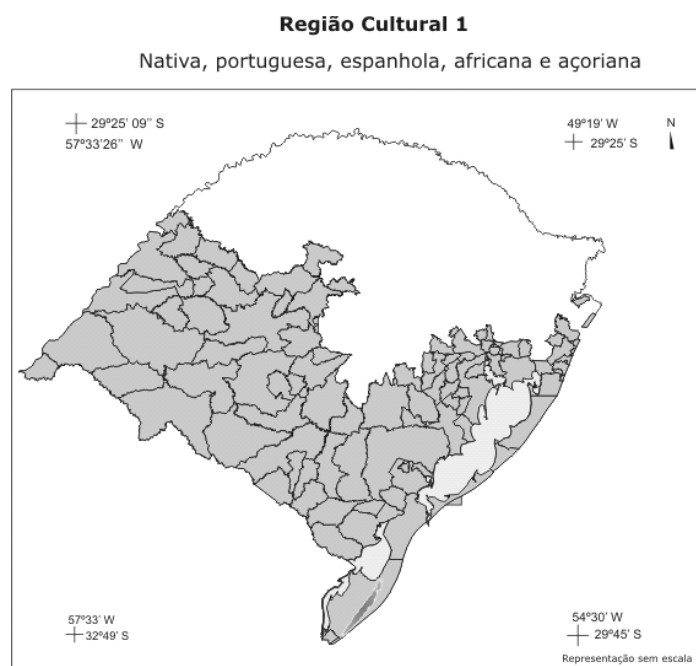 Região Cultural 1
Nativa, portuguesa, espanhola, africana e açoriana
29º25' 09'' S
57º33'26'' W
49º19' W
29º25' S
N
57º33' W
32º49' S
54º30' W
29º45' S
Representação sem escala